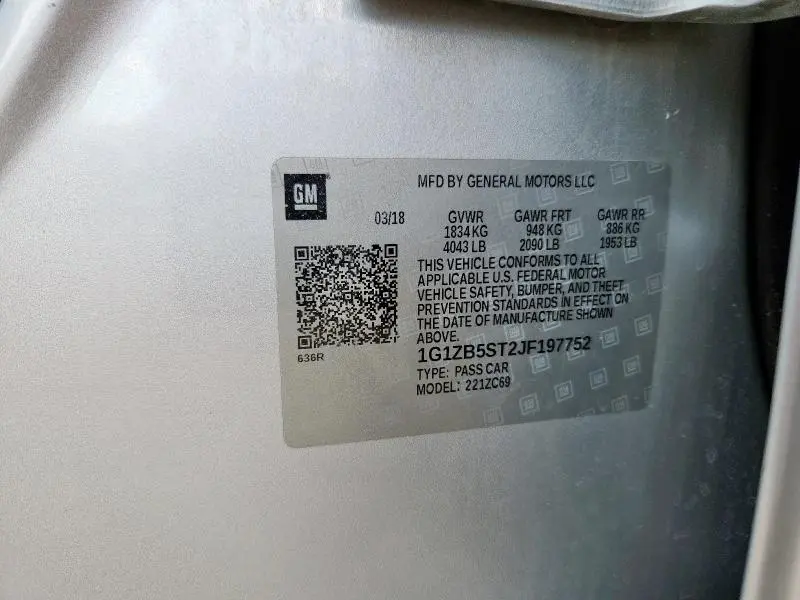 GM
MFD BY GENERAL MOTORS LLC
03/18 GVWR GAWR FRT GAWR RR
1834 KG 948 KG 886 KG
4043 LB 2090 LB 1953 LB
THIS VEHICLE CONFORMS TO ALL
APPLICABLE U.S. FEDERAL MOTOR
VEHICLE SAFETY, BUMPER, AND THEFT
PREVENTION STANDARDS IN EFFECT ON
THE DATE OF MANUFACTURE SHOWN
ABOVE.
636R
1G1ZB5ST2JF197752
TYPE: PASS CAR
MODEL: 221ZC69